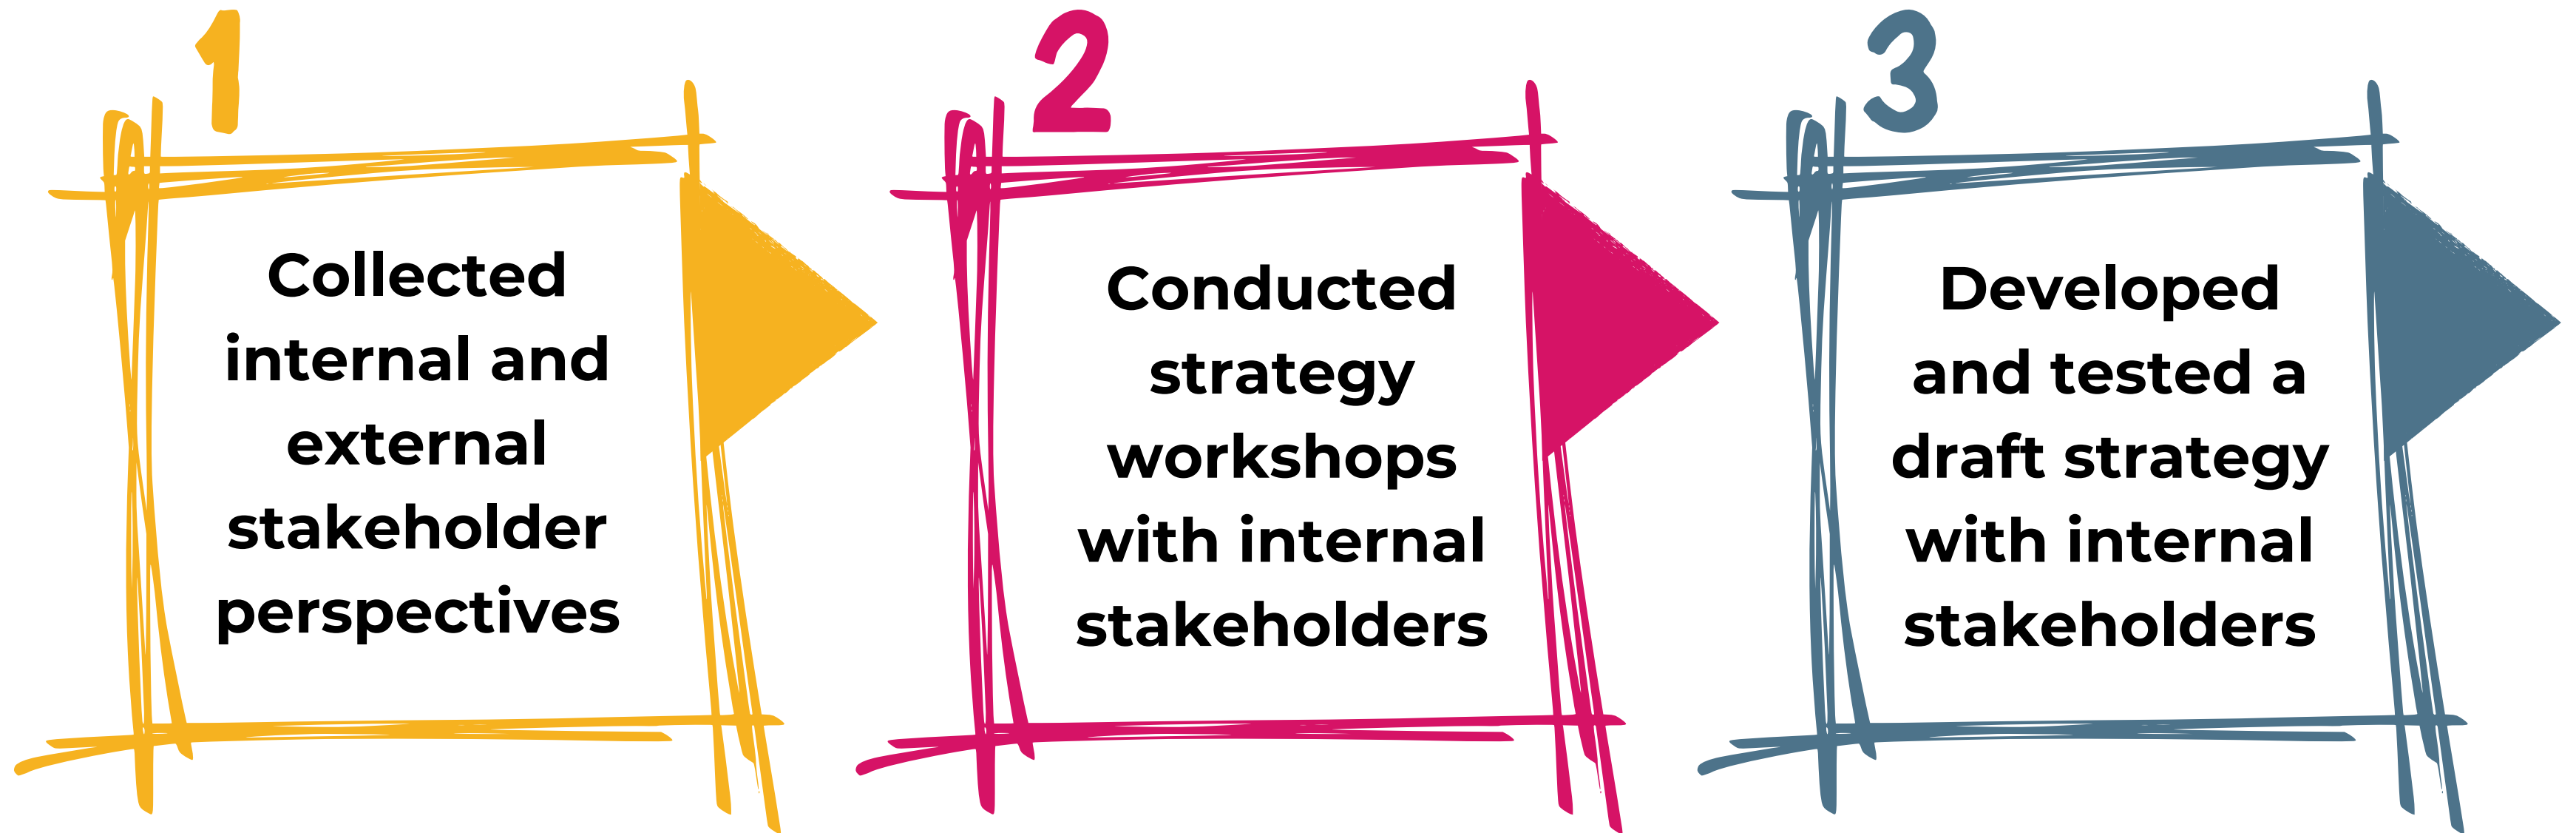 1
Collected
internal and
external
stakeholder
perspectives
2
Conducted
strategy
workshops
with internal
stakeholders
3
Developed
and tested a
draft strategy
with internal
stakeholders